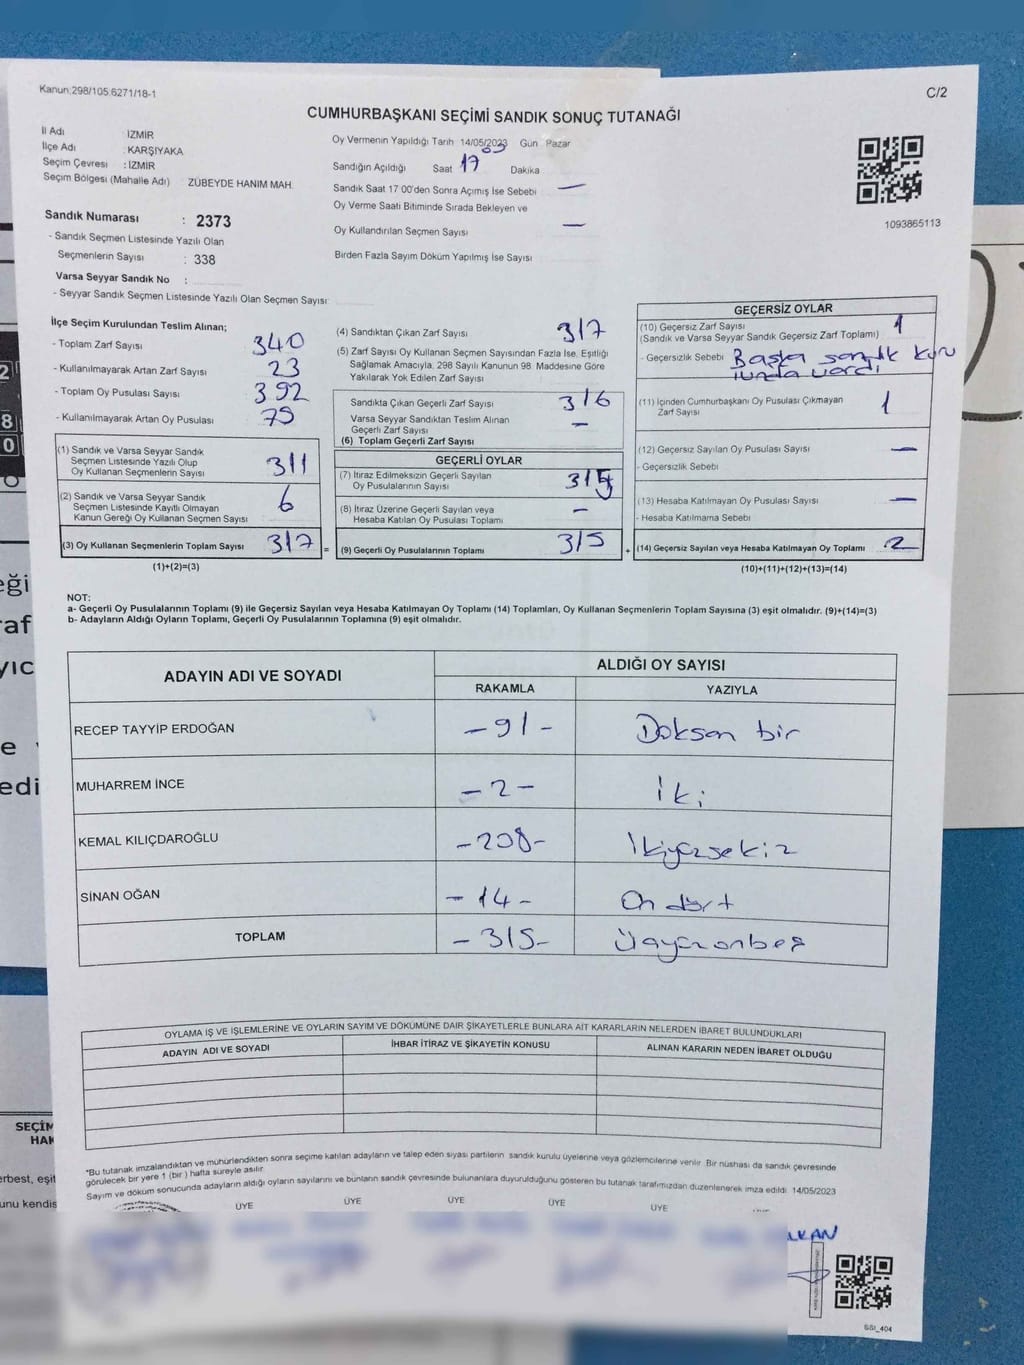 Kanun:298/105.6271/18-1
C/2
CUMHURBAŞKANI SEÇİMİ SANDIK SONUÇ TUTANAĞI
İl Adı : İZMİR
İlçe Adı : KARŞIYAKA
Seçim Çevresi : İZMİR
Seçim Bölgesi (Mahalle Adı) ZÜBEYDE HANIM MAH.
Sandık Numarası : 2373
- Sandık Seçmen Listesinde Yazılı Olan
Seçmenlerin Sayısı : 338
Varsa Seyyar Sandık No :
- Seyyar Sandık Seçmen Listesinde Yazılı Olan Seçmen Sayısı:
Oy Vermenin Yapıldığı Tarih 14/05/2023 Gün Pazar
Sandığın Açıldığı Saat 17 Dakika
Sandık Saat 17 00'den Sonra Açılmış İse Sebebi —
Oy Verme Saati Bitiminde Sırada Bekleyen ve
Oy Kullandırılan Seçmen Sayısı —
Birden Fazla Sayım Döküm Yapılmış İse Sayısı
1093865113
İlçe Seçim Kurulundan Teslim Alınan;
- Toplam Zarf Sayısı 340
- Kullanılmayarak Artan Zarf Sayısı 23
- Toplam Oy Pusulası Sayısı 392
- Kullanılmayarak Artan Oy Pusulası 75
(1) Sandık ve Varsa Seyyar Sandık
Seçmen Listesinde Yazılı Olup
Oy Kullanan Seçmenlerin Sayısı 311
(2) Sandık ve Varsa Seyyar Sandık
Seçmen Listesinde Kayıtlı Olmayan
Kanun Gereği Oy Kullanan Seçmen Sayısı 6
(3) Oy Kullanan Seçmenlerin Toplam Sayısı 317 =
(1)+(2)=(3)
(4) Sandıktan Çıkan Zarf Sayısı 317
(5) Zarf Sayısı Oy Kullanan Seçmen Sayısından Fazla İse, Eşitliği
Sağlamak Amacıyla, 298 Sayılı Kanunun 98. Maddesine Göre
Yakılarak Yok Edilen Zarf Sayısı
Sandıkta Çıkan Geçerli Zarf Sayısı 316
Varsa Seyyar Sandıktan Teslim Alınan
Geçerli Zarf Sayısı —
(6) Toplam Geçerli Zarf Sayısı
GEÇERLİ OYLAR
(7) İtiraz Edilmeksizin Geçerli Sayılan
Oy Pusulalarının Sayısı 315
(8) İtiraz Üzerine Geçerli Sayılan veya
Hesaba Katılan Oy Pusulası Toplamı —
(9) Geçerli Oy Pusulalarının Toplamı 315 +
GEÇERSİZ OYLAR
(10) Geçersiz Zarf Sayısı 1
(Sandık ve Varsa Seyyar Sandık Geçersiz Zarf Toplamı)
- Geçersizlik Sebebi Başka sandık kuru
vardı
(11) İçinden Cumhurbaşkanı Oy Pusulası Çıkmayan
Zarf Sayısı 1
(12) Geçersiz Sayılan Oy Pusulası Sayısı —
- Geçersizlik Sebebi
(13) Hesaba Katılmayan Oy Pusulası Sayısı —
- Hesaba Katılmama Sebebi
(14) Geçersiz Sayılan veya Hesaba Katılmayan Oy Toplamı 2
(10)+(11)+(12)+(13)=(14)
NOT:
a- Geçerli Oy Pusulalarının Toplamı (9) ile Geçersiz Sayılan veya Hesaba Katılmayan Oy Toplamı (14) Toplamları, Oy Kullanan Seçmenlerin Toplam Sayısına (3) eşit olmalıdır. (9)+(14)=(3)
b- Adayların Aldığı Oyların Toplamı, Geçerli Oy Pusulalarının Toplamına (9) eşit olmalıdır.
ADAYIN ADI VE SOYADI ALDIĞI OY SAYISI
RAKAMLA YAZIYLA
RECEP TAYYİP ERDOĞAN -91- Doksan bir
MUHARREM İNCE -2- İki
KEMAL KILIÇDAROĞLU -208- İkiyüzsekiz
SİNAN OĞAN -14- On dört
TOPLAM -315- Üçyüzonbeş
OYLAMA İŞ VE İŞLEMLERİNE VE OYLARIN SAYIM VE DÖKÜMÜNE DAİR ŞİKAYETLERLE BUNLARA AİT KARARLARIN NELERDEN İBARET BULUNDUKLARI
ADAYIN ADI VE SOYADI İHBAR İTİRAZ VE ŞİKAYETİN KONUSU ALINAN KARARIN NEDEN İBARET OLDUĞU
*Bu tutanak imzalandıktan ve mühürlendikten sonra seçime katılan adayların ve talep eden siyasi partilerin sandık kurulu üyelerine veya gözlemcilerine verilir. Bir nüshası da sandık çevresinde
görülecek bir yere 1 (bir) hafta süreyle asılır.
Sayım ve döküm sonucunda adayların aldığı oyların sayılarını ve bunların sandık çevresinde bulunanlara duyurulduğunu gösteren bu tutanak tarafımızdan düzenlenerek imza edildi. 14/05/2023
ÜYE ÜYE ÜYE ÜYE ÜYE
LKAN
SSI_404
2
8
0
eği
raf
yıc
e
edi
SEÇİM
HAK
erbest, eşit
unu kendis